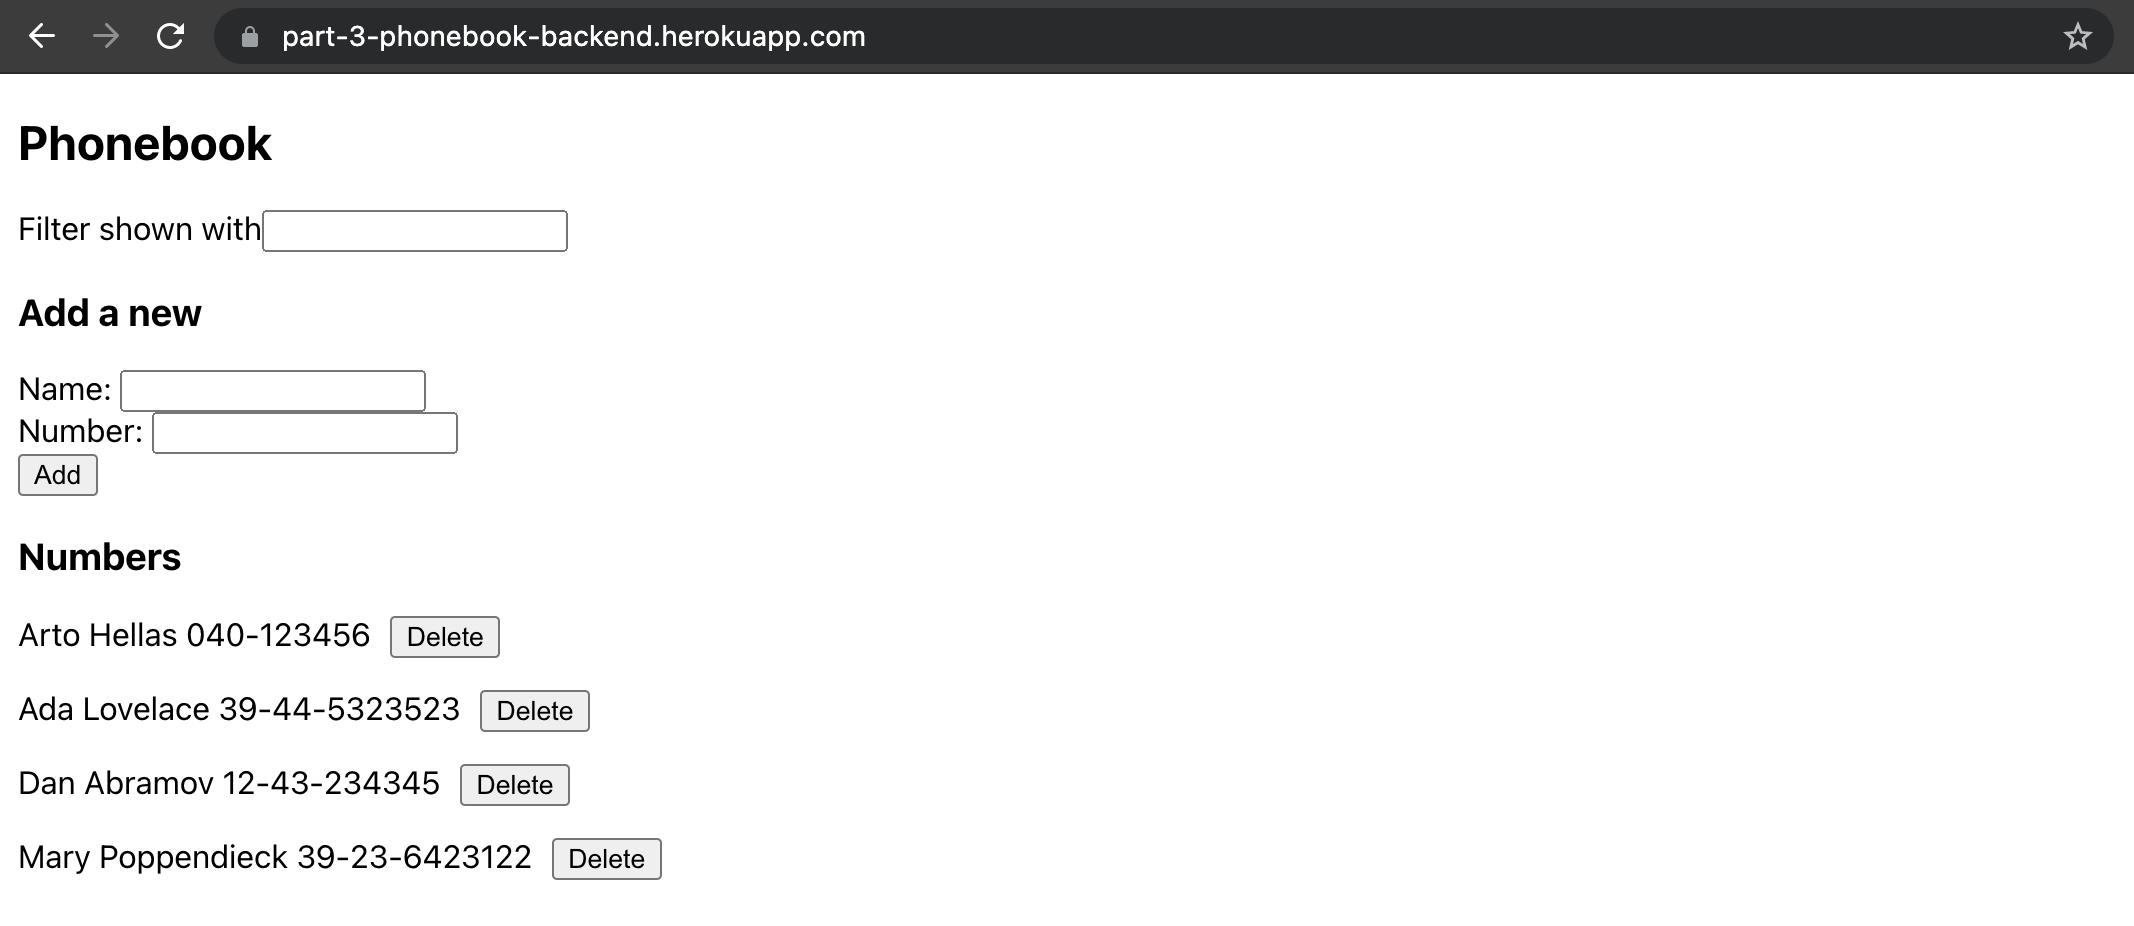 part-3-phonebook-backend.herokuapp.com
Phonebook
Filter shown with
Add a new
Name:
Number:
Add
Numbers
Arto Hellas 040-123456 Delete
Ada Lovelace 39-44-5323523 Delete
Dan Abramov 12-43-234345 Delete
Mary Poppendieck 39-23-6423122 Delete